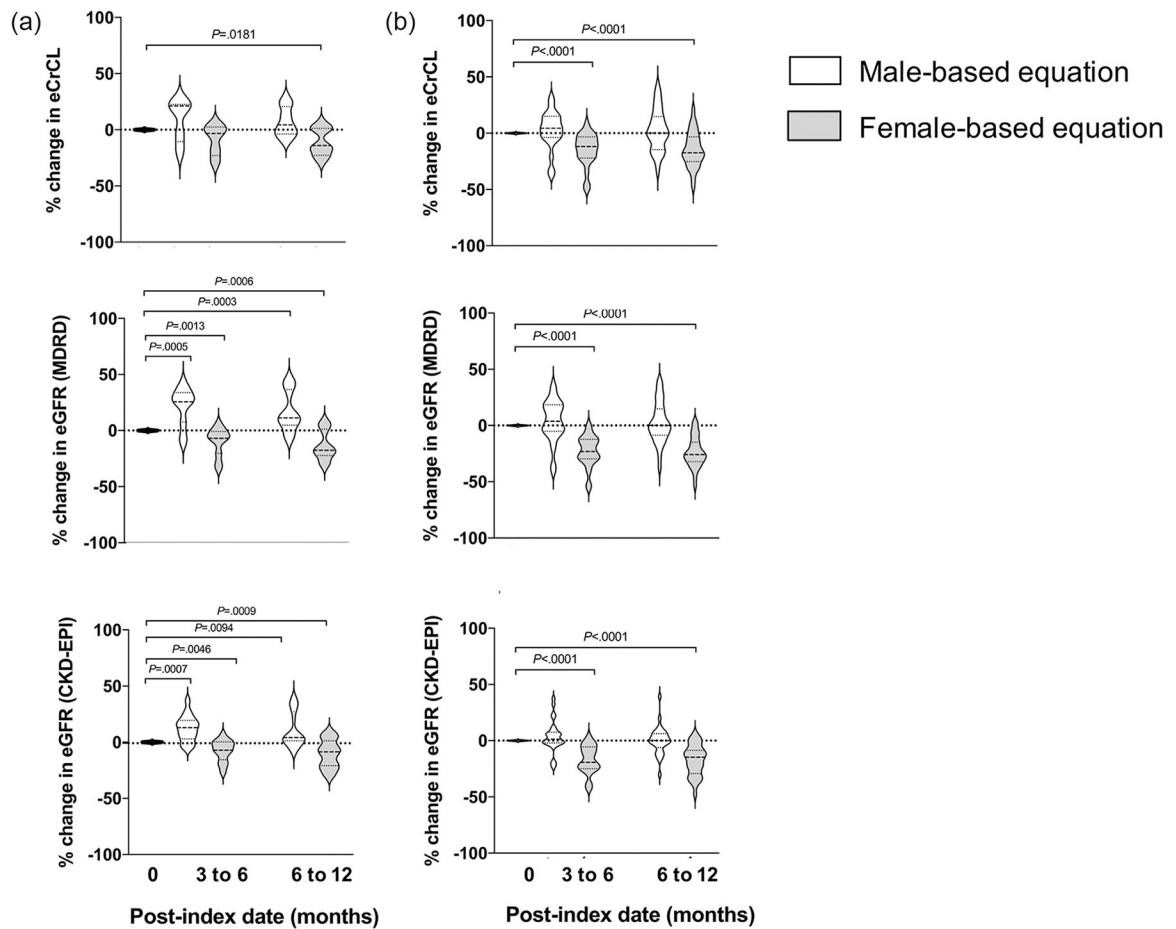 (a)
(b)
Male-based equation
Female-based equation
% change in eCrCL
100
50
0
-50
-100
P=.0181
% change in eCrCL
100
50
0
-50
-100
P<.0001
P<.0001
% change in eGFR (MDRD)
100
50
0
-50
-100
P=.0006
P=.0003
P=.0013
P=.0005
% change in eGFR (MDRD)
100
50
0
-50
-100
P<.0001
P<.0001
% change in eGFR (CKD-EPI)
100
50
0
-50
-100
P=.0009
P=.0094
P=.0046
P=.0007
0 3 to 6 6 to 12
Post-index date (months)
% change in eGFR (CKD-EPI)
100
50
0
-50
-100
P<.0001
P<.0001
0 3 to 6 6 to 12
Post-index date (months)